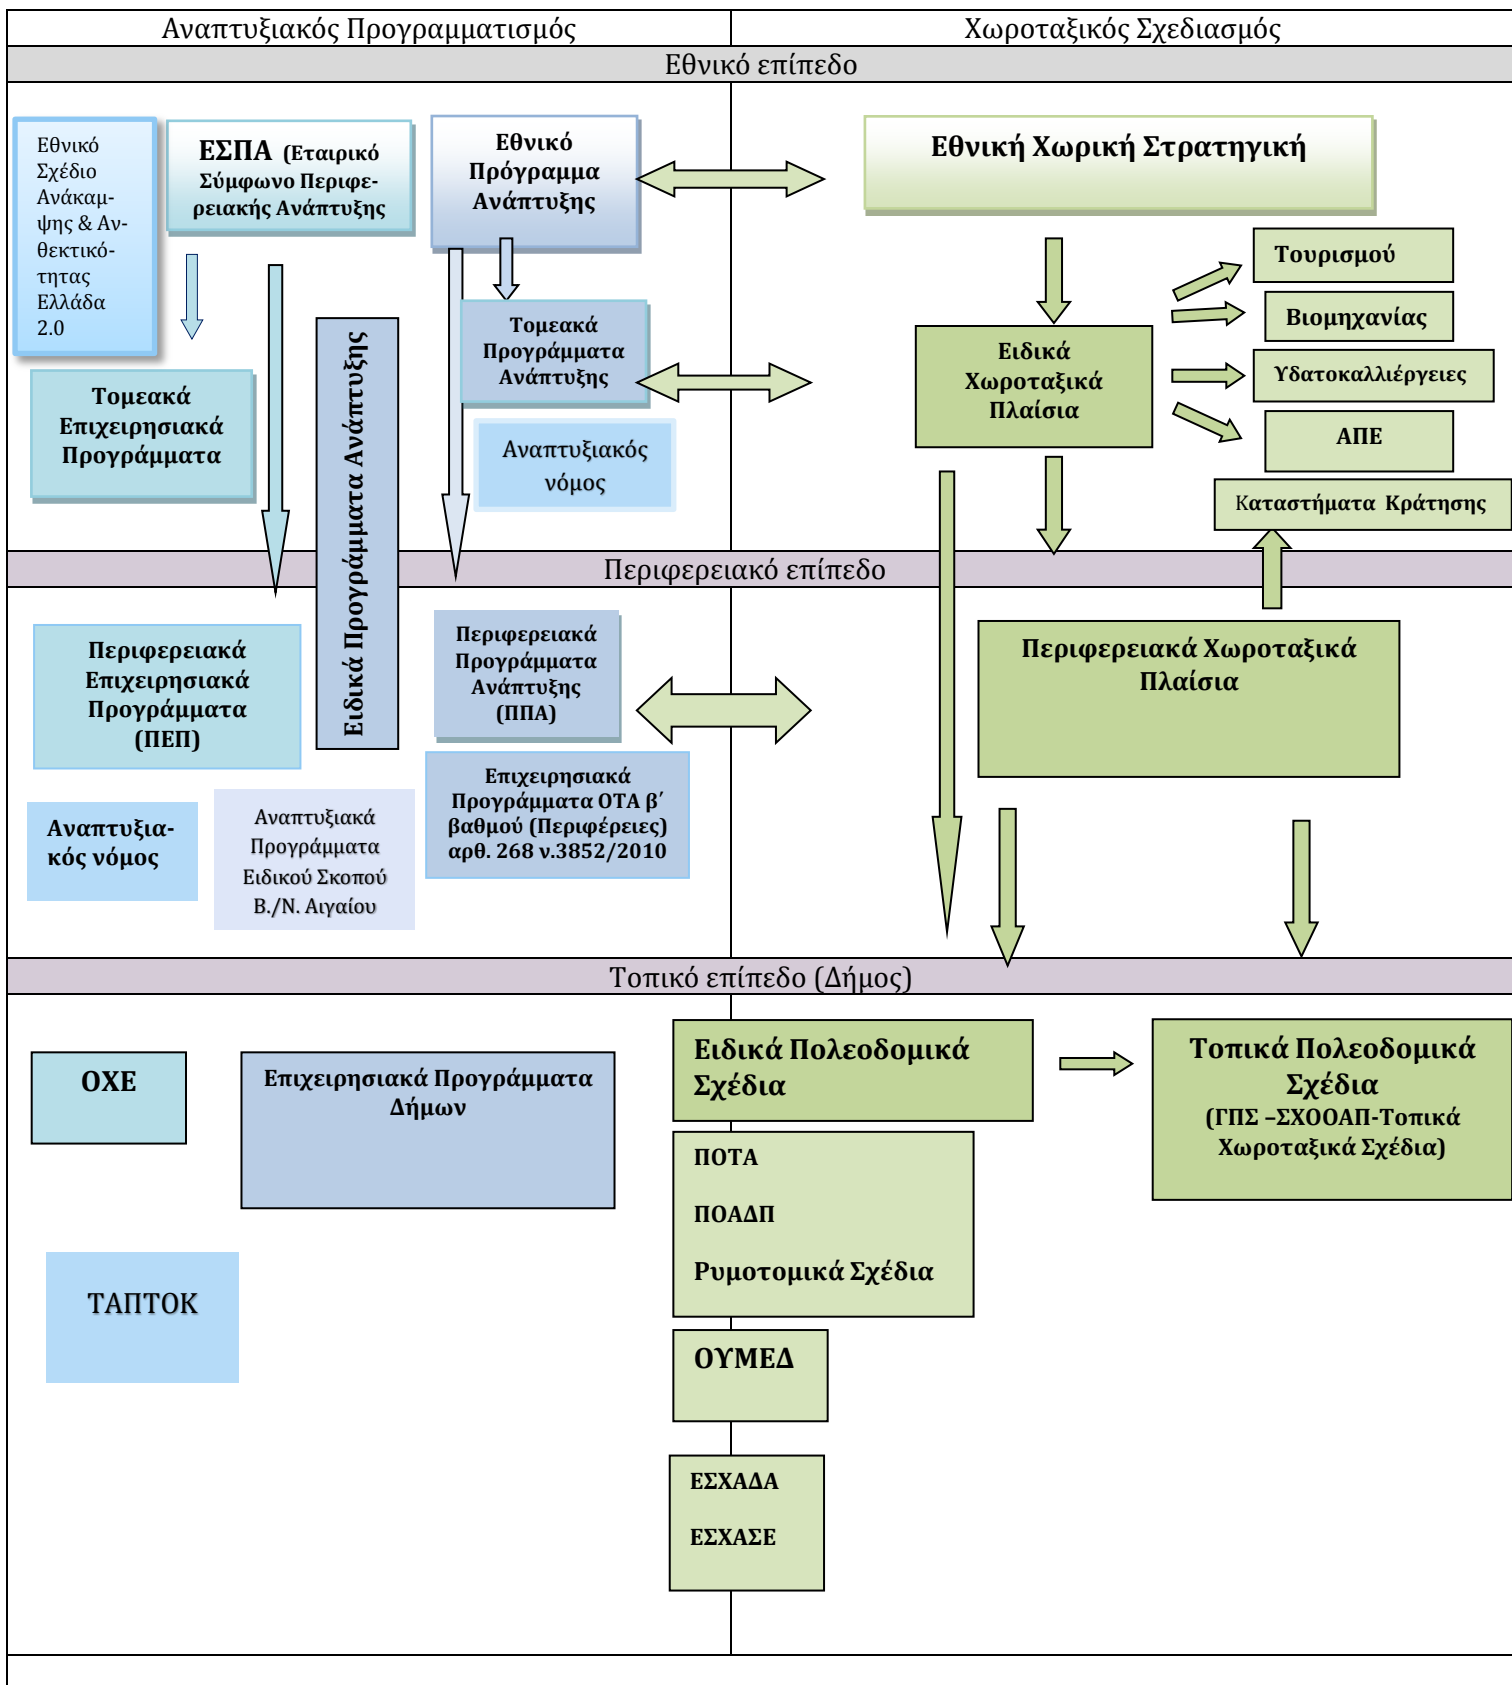 Αναπτυξιακός Προγραμματισμός
Χωροταξικός Σχεδιασμός
Εθνικό επίπεδο
Εθνικό
Σχέδιο
Ανάκαμ-
ψης & Αν-
θεκτικό-
τητας
Ελλάδα
2.0
ΕΣΠΑ (Εταιρικό
Σύμφωνο Περιφε-
ρειακής Ανάπτυξης
Εθνικό
Πρόγραμμα
Ανάπτυξης
Εθνική Χωρική Στρατηγική
Τομεακά
Επιχειρησιακά
Προγράμματα
Ειδικά Προγράμματα Ανάπτυξης
Τομεακά
Προγράμματα
Ανάπτυξης
Αναπτυξιακός
νόμος
Ειδικά
Χωροταξικά
Πλαίσια
Τουρισμού
Βιομηχανίας
Υδατοκαλλιέργειες
ΑΠΕ
Καταστήματα Κράτησης
Περιφερειακό επίπεδο
Περιφερειακά
Επιχειρησιακά
Προγράμματα
(ΠΕΠ)
Περιφερειακά
Προγράμματα
Ανάπτυξης
(ΠΠΑ)
Περιφερειακά Χωροταξικά
Πλαίσια
Αναπτυξια-
κός νόμος
Αναπτυξιακά
Προγράμματα
Ειδικού Σκοπού
Β./Ν. Αιγαίου
Επιχειρησιακά
Προγράμματα ΟΤΑ β΄
βαθμού (Περιφέρειες)
αρθ. 268 ν.3852/2010
Τοπικό επίπεδο (Δήμος)
ΟΧΕ
Επιχειρησιακά Προγράμματα
Δήμων
Ειδικά Πολεοδομικά
Σχέδια
Τοπικά Πολεοδομικά
Σχέδια
(ΓΠΣ –ΣΧΟΟΑΠ-Τοπικά
Χωροταξικά Σχέδια)
ΠΟΤΑ
ΠΟΑΔΠ
Ρυμοτομικά Σχέδια
ΤΑΠΤΟΚ
ΟΥΜΕΔ
ΕΣΧΑΔΑ
ΕΣΧΑΣΕ